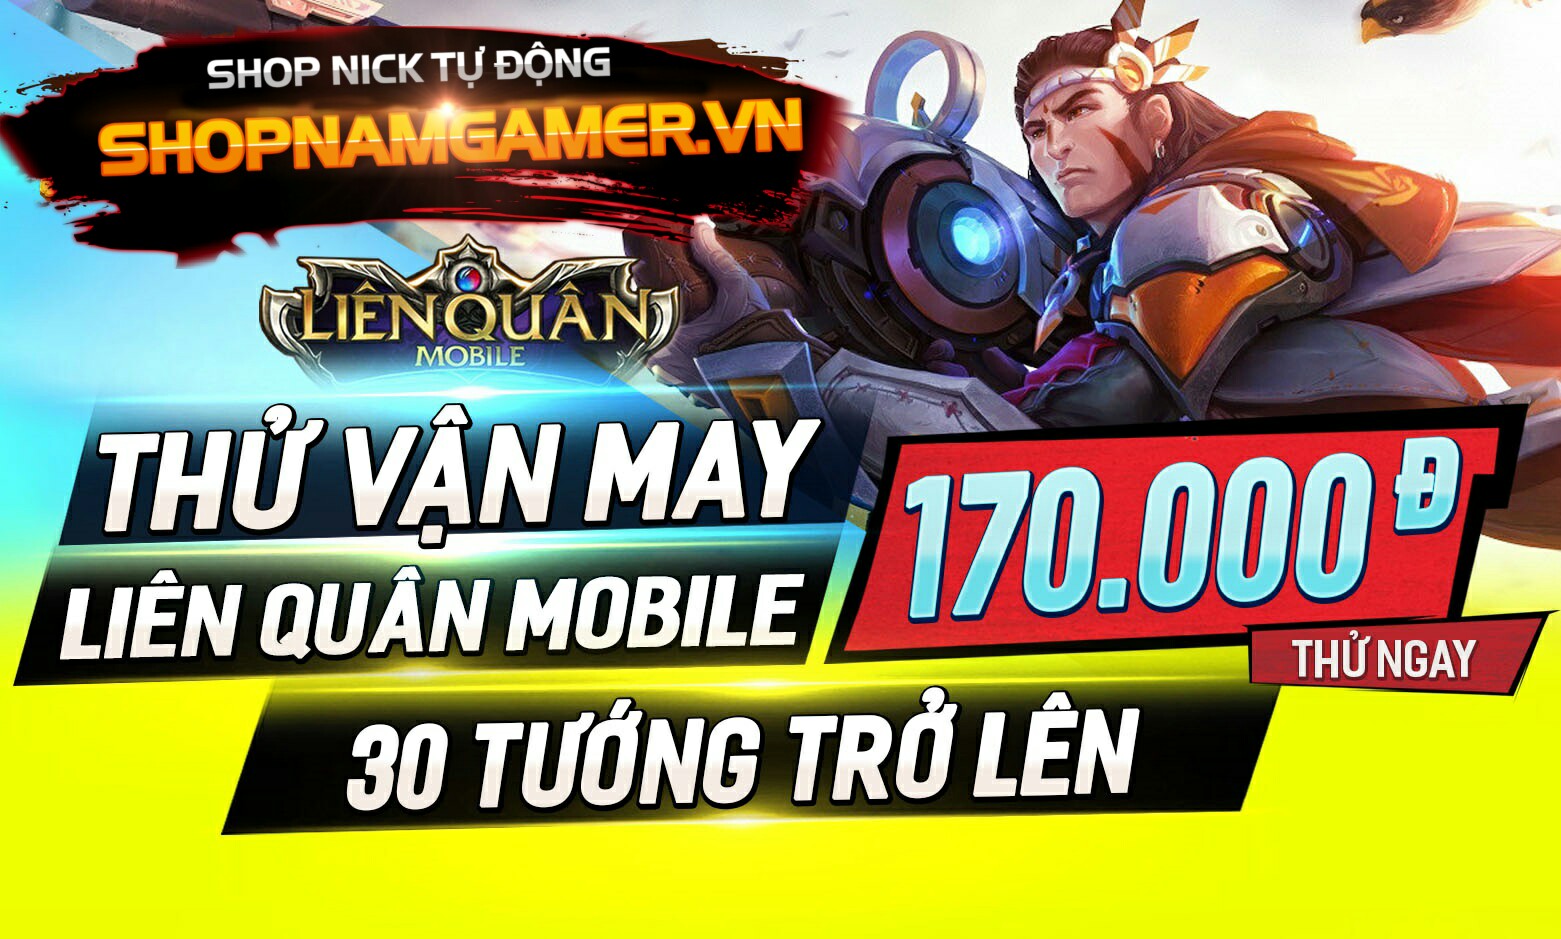 SHOP NICK TỰ ĐỘNG
SHOPNAMGAMER.VN
LIÊN QUÂN
MOBILE
THỬ VẬN MAY
LIÊN QUÂN MOBILE
170.000 Đ
THỬ NGAY
30 TƯỚNG TRỞ LÊN